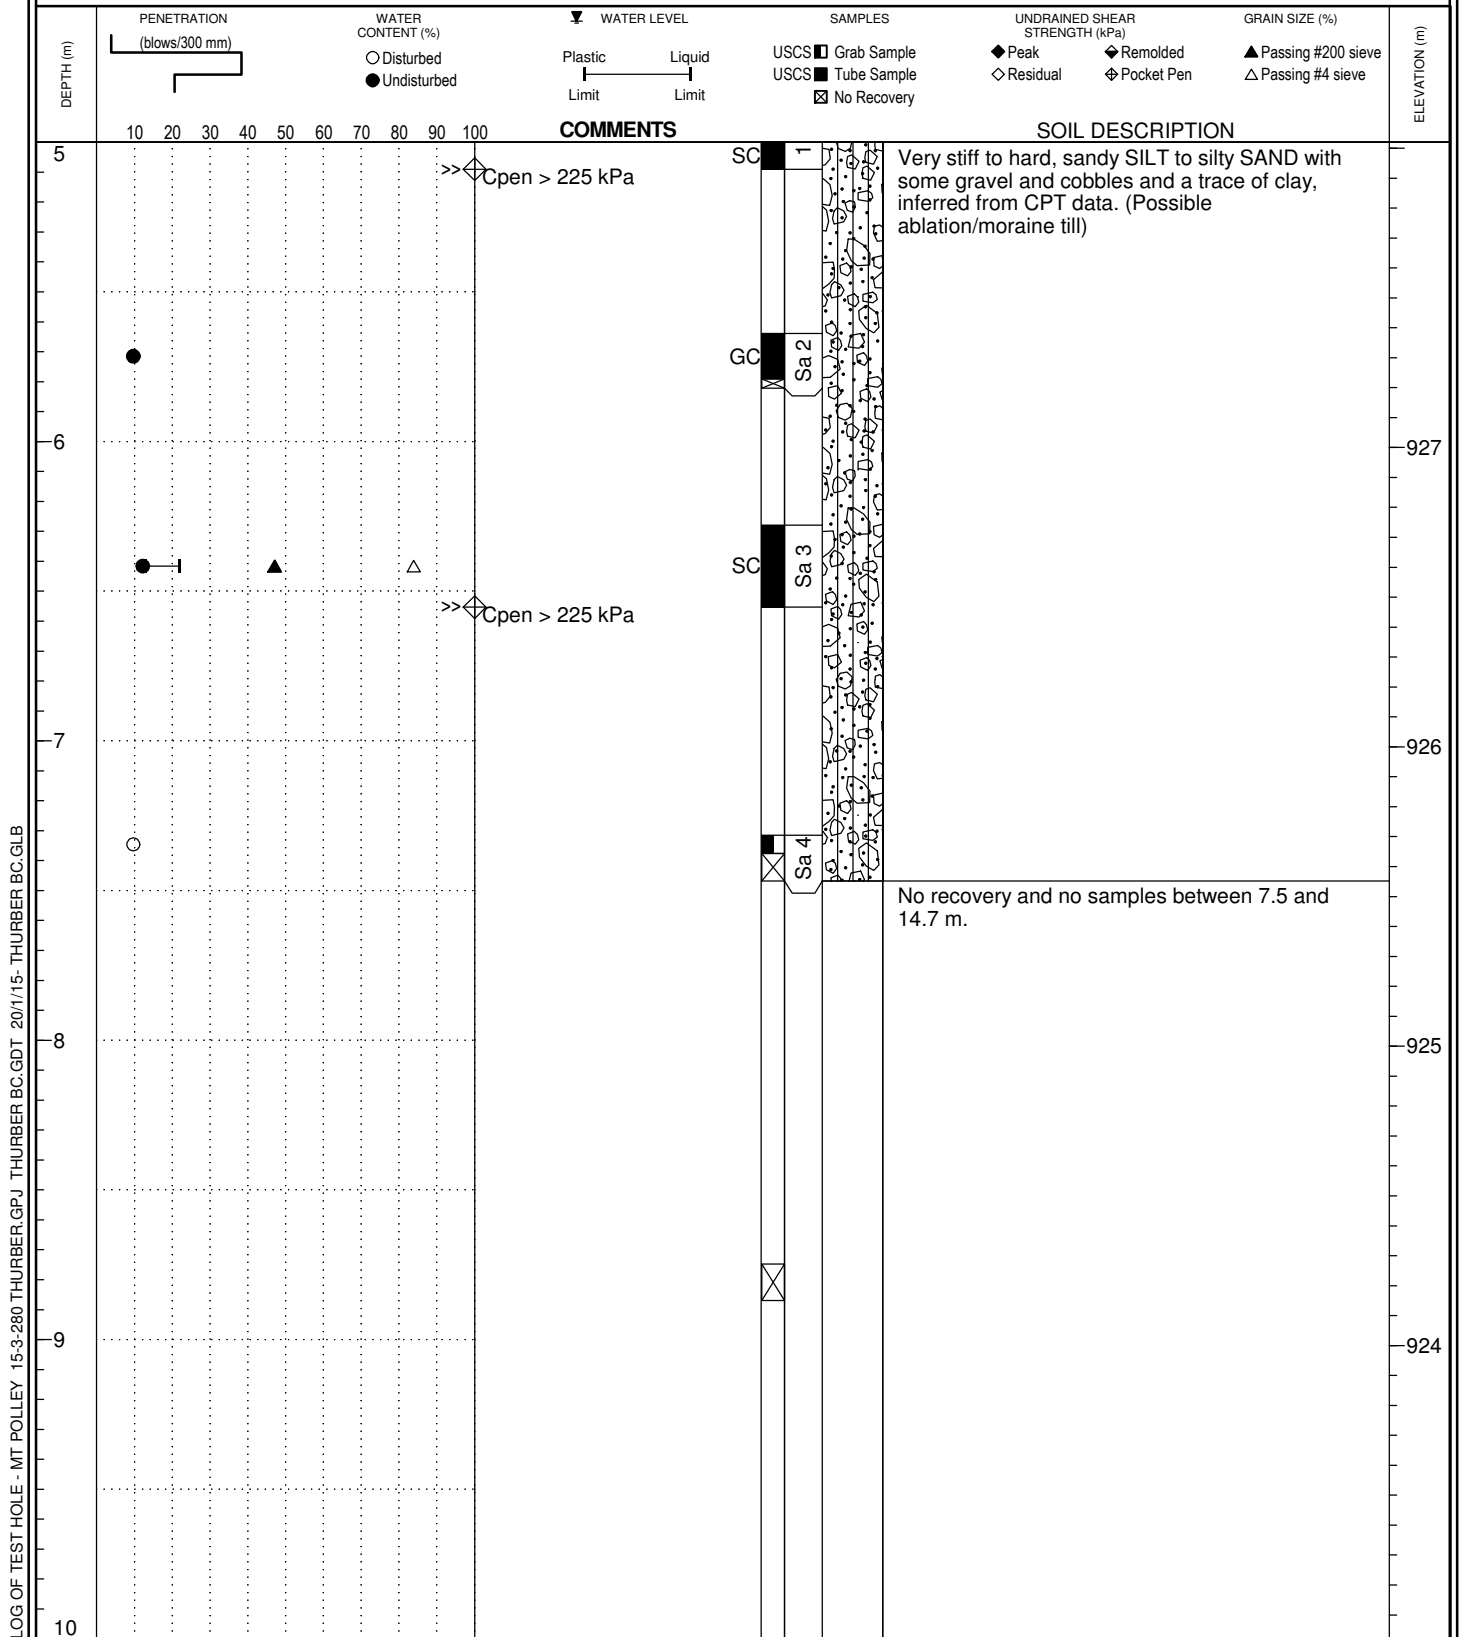 DEPTH (m)
PENETRATION
(blows/300 mm)
WATER
CONTENT (%)
Disturbed
Undisturbed
WATER LEVEL
Plastic Liquid
Limit Limit
SAMPLES
USCS Grab Sample
USCS Tube Sample
No Recovery
UNDRAINED SHEAR
STRENGTH (kPa)
Peak Remolded
Residual Pocket Pen
GRAIN SIZE (%)
Passing #200 sieve
Passing #4 sieve
ELEVATION (m)
10 20 30 40 50 60 70 80 90 100
COMMENTS
SOIL DESCRIPTION
5
>> Cpen > 225 kPa
SC 1
Very stiff to hard, sandy SILT to silty SAND with
some gravel and cobbles and a trace of clay,
inferred from CPT data. (Possible
ablation/moraine till)
GC Sa 2
6
927
SC Sa 3
>> Cpen > 225 kPa
7
926
Sa 4
No recovery and no samples between 7.5 and
14.7 m.
8
925
9
924
10
LOG OF TEST HOLE - MT POLLEY 15-3-280 THURBER.GPJ THURBER BC.GDT 20/1/15- THURBER BC.GLB